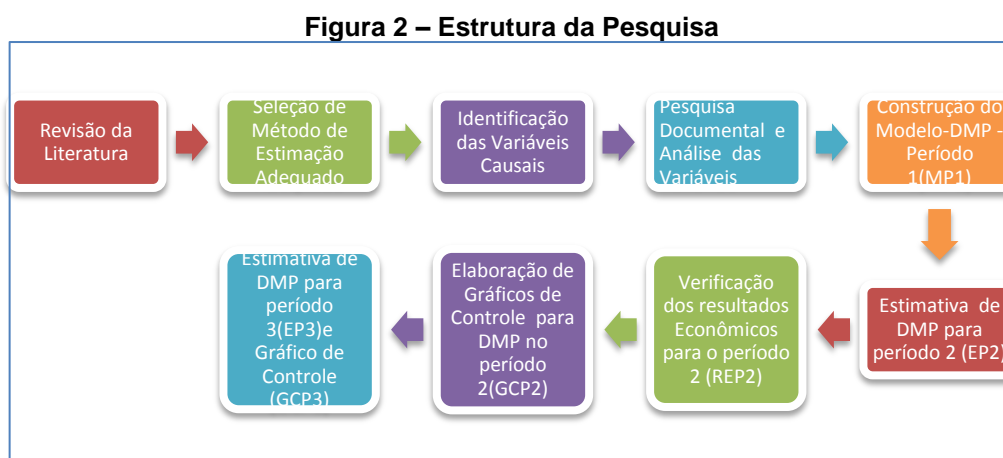 Figura 2 – Estrutura da Pesquisa
Revisão da
Literatura
Seleção de
Método de
Estimação
Adequado
Identificação
das Variáveis
Causais
Pesquisa
Documental e
Análise das
Variáveis
Construção do
Modelo-DMP -
Período
1(MP1)
Estimativa de
DMP para
período 2 (EP2)
Verificação
dos resultados
Econômicos
para o período
2 (REP2)
Elaboração de
Gráficos de
Controle para
DMP no
período
2(GCP2)
Estimativa de
DMP para
período
3(EP3)e
Gráfico de
Controle
(GCP3)